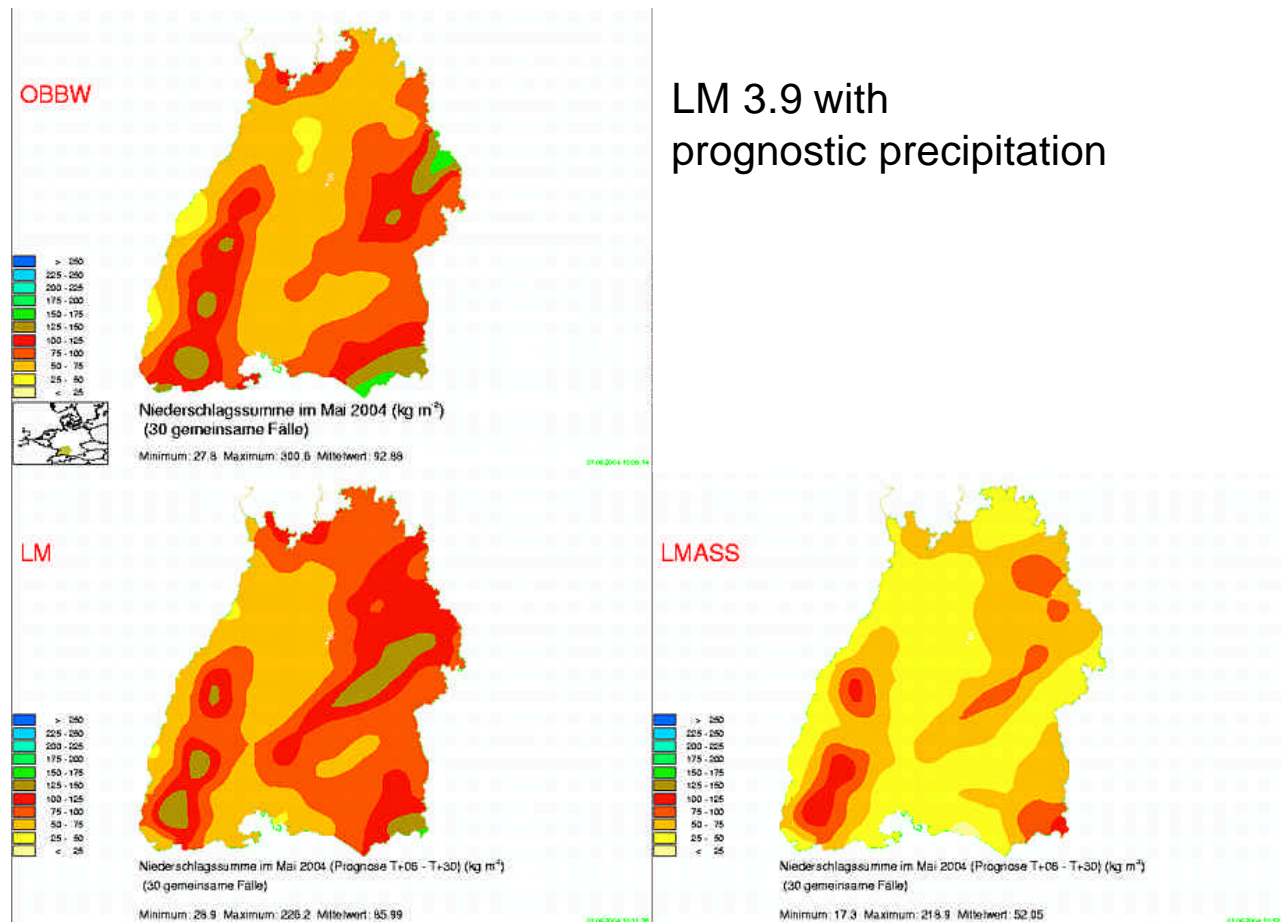 OBBW
LM 3.9 with
prognostic precipitation
> 250
225 - 250
200 - 225
175 - 200
150 - 175
125 - 150
100 - 125
75 - 100
50 - 75
25 - 50
< 25
Niederschlagssumme im Mai 2004 (kg m⁻²)
(30 gemeinsame Fälle)
Minimum: 27.8 Maximum: 300.6 Mittelwert: 92.88
LM
> 250
225 - 250
200 - 225
175 - 200
150 - 175
125 - 150
100 - 125
75 - 100
50 - 75
25 - 50
< 25
Niederschlagssumme im Mai 2004 (Prognose T+06 - T+30) (kg m⁻²)
(30 gemeinsame Fälle)
Minimum: 28.9 Maximum: 226.2 Mittelwert: 85.99
LMASS
> 250
225 - 250
200 - 225
175 - 200
150 - 175
125 - 150
100 - 125
75 - 100
50 - 75
25 - 50
< 25
Niederschlagssumme im Mai 2004 (Prognose T+06 - T+30) (kg m⁻²)
(30 gemeinsame Fälle)
Minimum: 17.3 Maximum: 218.9 Mittelwert: 52.05